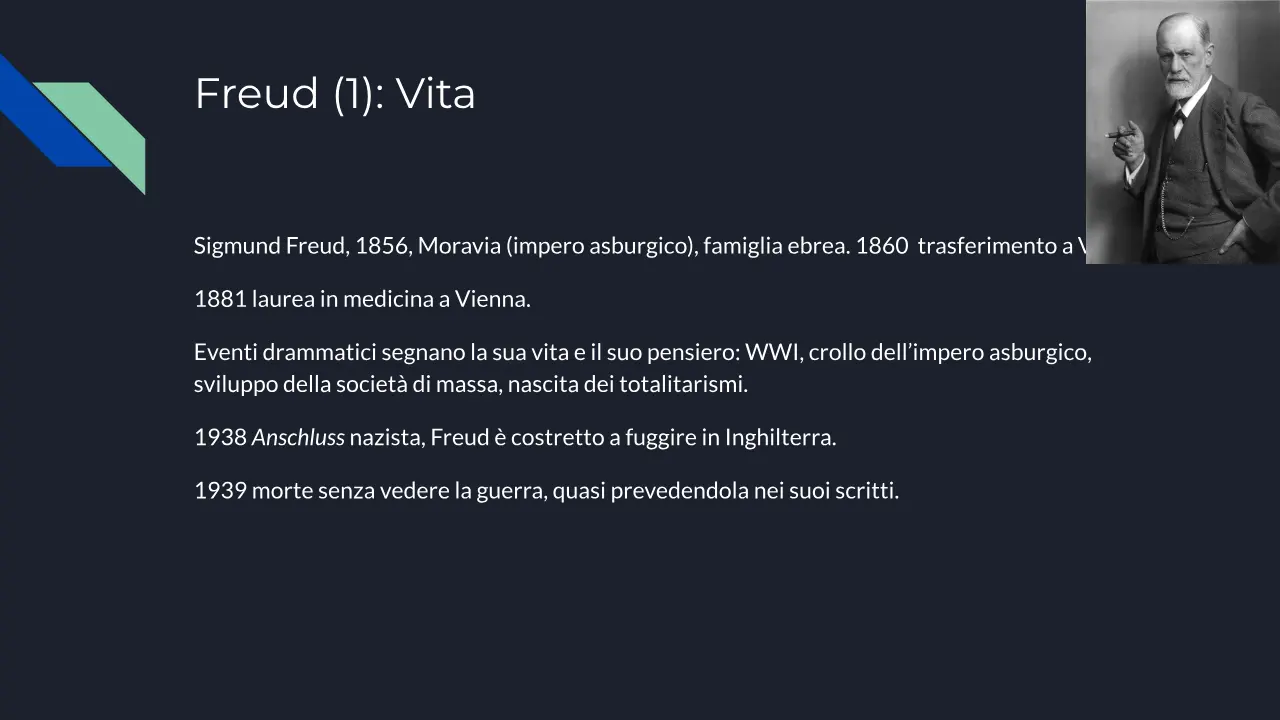 Freud (1): Vita
Sigmund Freud, 1856, Moravia (impero asburgico), famiglia ebrea. 1860  trasferimento a
1881 laurea in medicina a Vienna.
Eventi drammatici segnano la sua vita e il suo pensiero: WWI, crollo dell’impero asburgico,
sviluppo della società di massa, nascita dei totalitarismi.
1938 Anschluss nazista, Freud è costretto a fuggire in Inghilterra.
1939 morte senza vedere la guerra, quasi prevedendola nei suoi scritti.